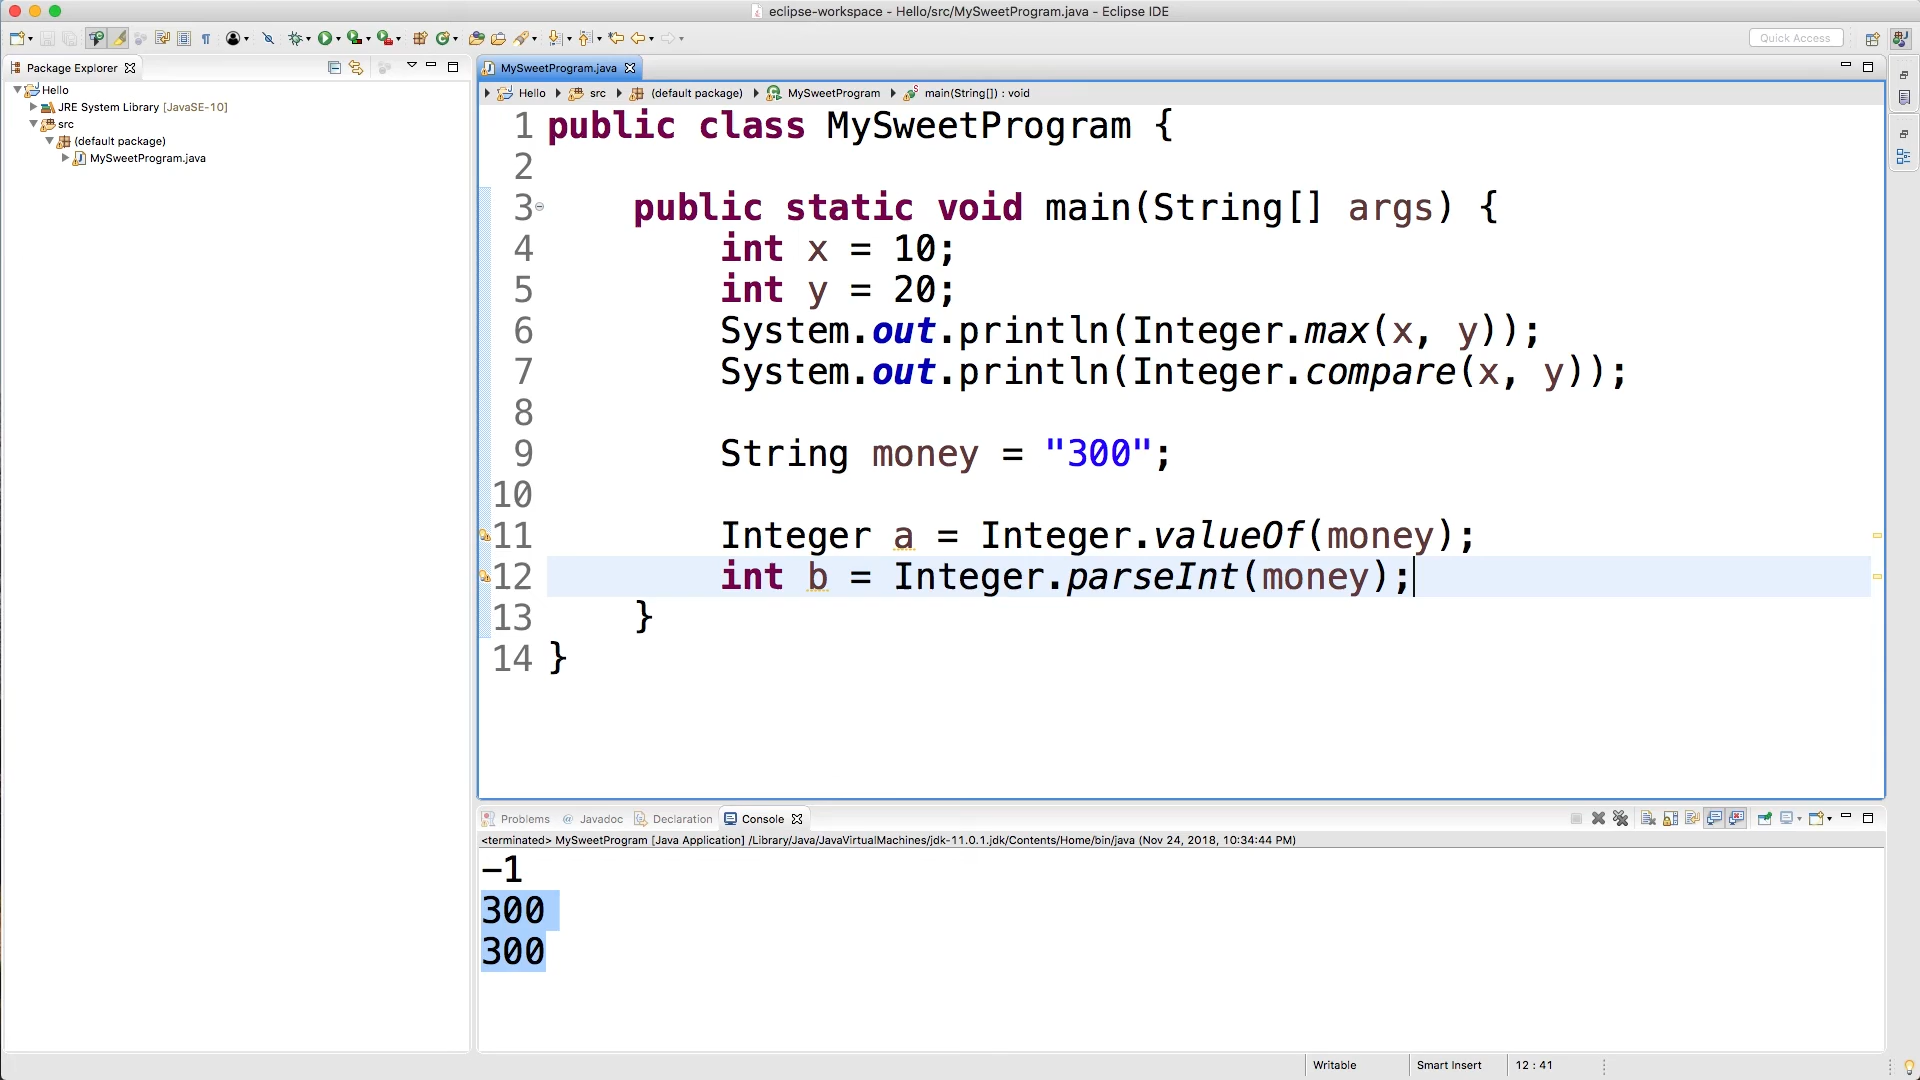 eclipse-workspace - Hello/src/MySweetProgram.java - Eclipse IDE
Quick Access
Package Explorer
MySweetProgram.java
Hello
JRE System Library [JavaSE-10]
src
(default package)
MySweetProgram.java
Hello src (default package) MySweetProgram main(String[]) : void
1 public class MySweetProgram {
2
3 public static void main(String[] args) {
4 int x = 10;
5 int y = 20;
6 System.out.println(Integer.max(x, y));
7 System.out.println(Integer.compare(x, y));
8
9 String money = "300";
10
11 Integer a = Integer.valueOf(money);
12 int b = Integer.parseInt(money);
13 }
14 }
Problems @ Javadoc Declaration Console
<terminated> MySweetProgram [Java Application] /Library/Java/JavaVirtualMachines/jdk-11.0.1.jdk/Contents/Home/bin/java (Nov 24, 2018, 10:34:44 PM)
-1
300
300
Writable Smart Insert 12 : 41